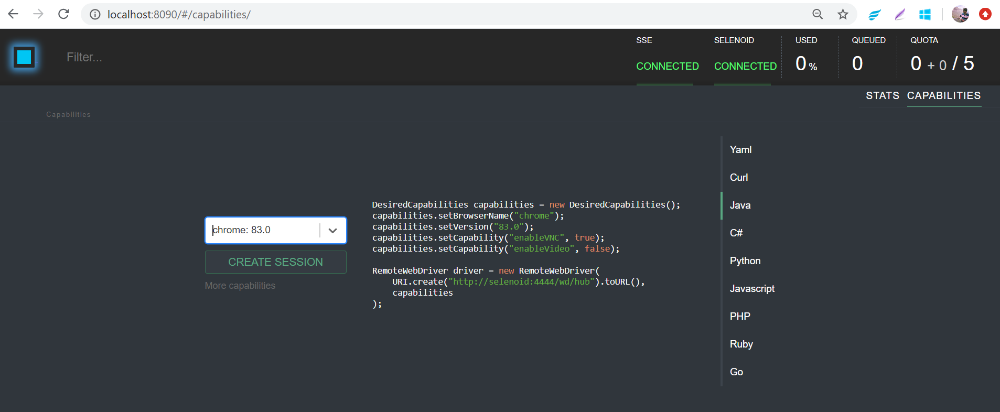 localhost:8090/#/capabilities/
Filter...
SSE
CONNECTED
SELENOID
CONNECTED
USED
0 %
QUEUED
0
QUOTA
0 + 0 / 5
STATS CAPABILITIES
Capabilities
chrome: 83.0
CREATE SESSION
More capabilities
DesiredCapabilities capabilities = new DesiredCapabilities();
capabilities.setBrowserName("chrome");
capabilities.setVersion("83.0");
capabilities.setCapability("enableVNC", true);
capabilities.setCapability("enableVideo", false);
RemoteWebDriver driver = new RemoteWebDriver(
    URI.create("http://selenoid:4444/wd/hub").toURL(),
    capabilities
);
Yaml
Curl
Java
C#
Python
Javascript
PHP
Ruby
Go